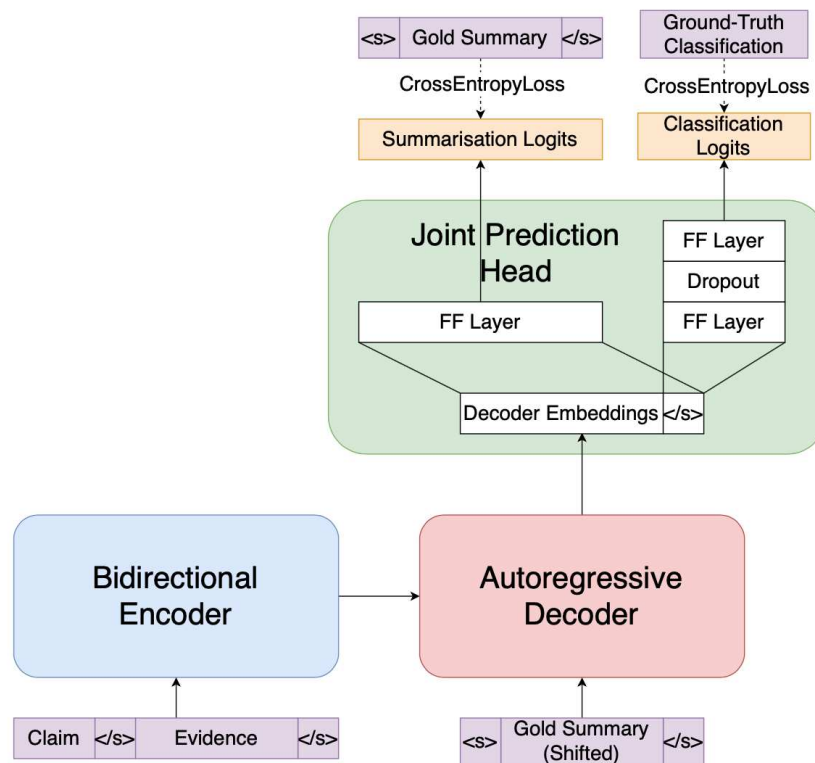 <s> Gold Summary </s>
Ground-Truth
Classification
CrossEntropyLoss
CrossEntropyLoss
Summarisation Logits
Classification
Logits
Joint Prediction
Head
FF Layer
Dropout
FF Layer
FF Layer
Decoder Embeddings </s>
Bidirectional
Encoder
Autoregressive
Decoder
Claim </s> Evidence </s>
<s> Gold Summary
(Shifted) </s>